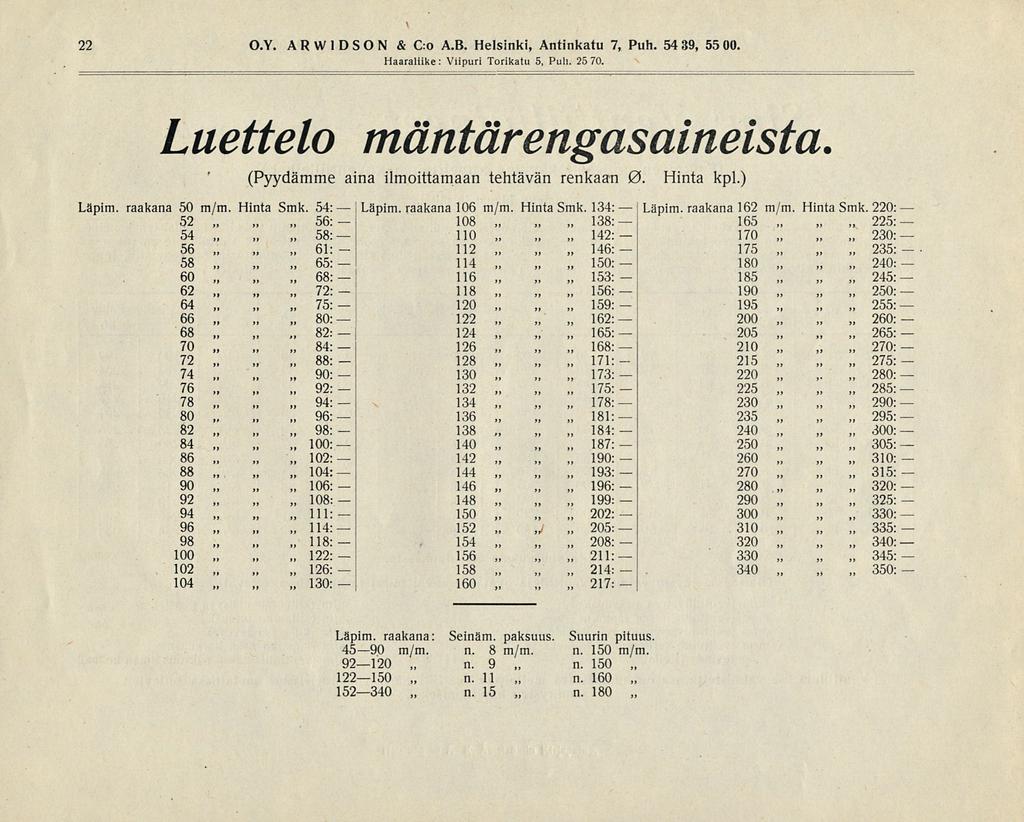 22
O.Y. ARWIDSON & C:o A.B. Helsinki, Antinkatu 7, Puh. 54 39, 55 00.
Haaraliike: Viipuri Torikatu 5, Puh. 25 70.
Luettelo mäntärengasaineista.
(Pyydämme aina ilmoittamaan tehtävän renkaan Ø. Hinta kpl.)
Läpim. raakana 50 m/m. Hinta Smk. 54: — Läpim. raakana 106 m/m. Hinta Smk. 134: — Läpim. raakana 162 m/m. Hinta Smk. 220: —
52 „ „ „ 56: — 108 „ „ „ 138: — 165 „ „ „ 225: —
54 „ „ „ 58: — 110 „ „ „ 142: — 170 „ „ „ 230: —
56 „ „ „ 61: — 112 „ „ „ 146: — 175 „ „ „ 235: —
58 „ „ „ 65: — 114 „ „ „ 150: — 180 „ „ „ 240: —
60 „ „ „ 68: — 116 „ „ „ 153: — 185 „ „ „ 245: —
62 „ „ „ 72: — 118 „ „ „ 156: — 190 „ „ „ 250: —
64 „ „ „ 75: — 120 „ „ „ 159: — 195 „ „ „ 255: —
66 „ „ „ 80: — 122 „ „ „ 162: — 200 „ „ „ 260: —
68 „ „ „ 82: — 124 „ „ „ 165: — 205 „ „ „ 265: —
70 „ „ „ 84: — 126 „ „ „ 168: — 210 „ „ „ 270: —
72 „ „ „ 88: — 128 „ „ „ 171: — 215 „ „ „ 275: —
74 „ „ „ 90: — 130 „ „ „ 173: — 220 „ „ „ 280: —
76 „ „ „ 92: — 132 „ „ „ 175: — 225 „ „ „ 285: —
78 „ „ „ 94: — 134 „ „ „ 178: — 230 „ „ „ 290: —
80 „ „ „ 96: — 136 „ „ „ 181: — 235 „ „ „ 295: —
82 „ „ „ 98: — 138 „ „ „ 184: — 240 „ „ „ 300: —
84 „ „ „ 100: — 140 „ „ „ 187: — 250 „ „ „ 305: —
86 „ „ „ 102: — 142 „ „ „ 190: — 260 „ „ „ 310: —
88 „ „ „ 104: — 144 „ „ „ 193: — 270 „ „ „ 315: —
90 „ „ „ 106: — 146 „ „ „ 196: — 280 „ „ „ 320: —
92 „ „ „ 108: — 148 „ „ „ 199: — 290 „ „ „ 325: —
94 „ „ „ 111: — 150 „ „ „ 202: — 300 „ „ „ 330: —
96 „ „ „ 114: — 152 „ „ „ 205: — 310 „ „ „ 335: —
98 „ „ „ 118: — 154 „ „ „ 208: — 320 „ „ „ 340: —
100 „ „ „ 122: — 156 „ „ „ 211: — 330 „ „ „ 345: —
102 „ „ „ 126: — 158 „ „ „ 214: — 340 „ „ „ 350: —
104 „ „ „ 130: — 160 „ „ „ 217: —
Läpim. raakana: Seinäm. paksuus. Suurin pituus.
45—90 m/m. n. 8 m/m. n. 150 m/m.
92—120 „ n. 9 „ n. 150 „
122—150 „ n. 11 „ n. 160 „
152—340 „ n. 15 „ n. 180 „